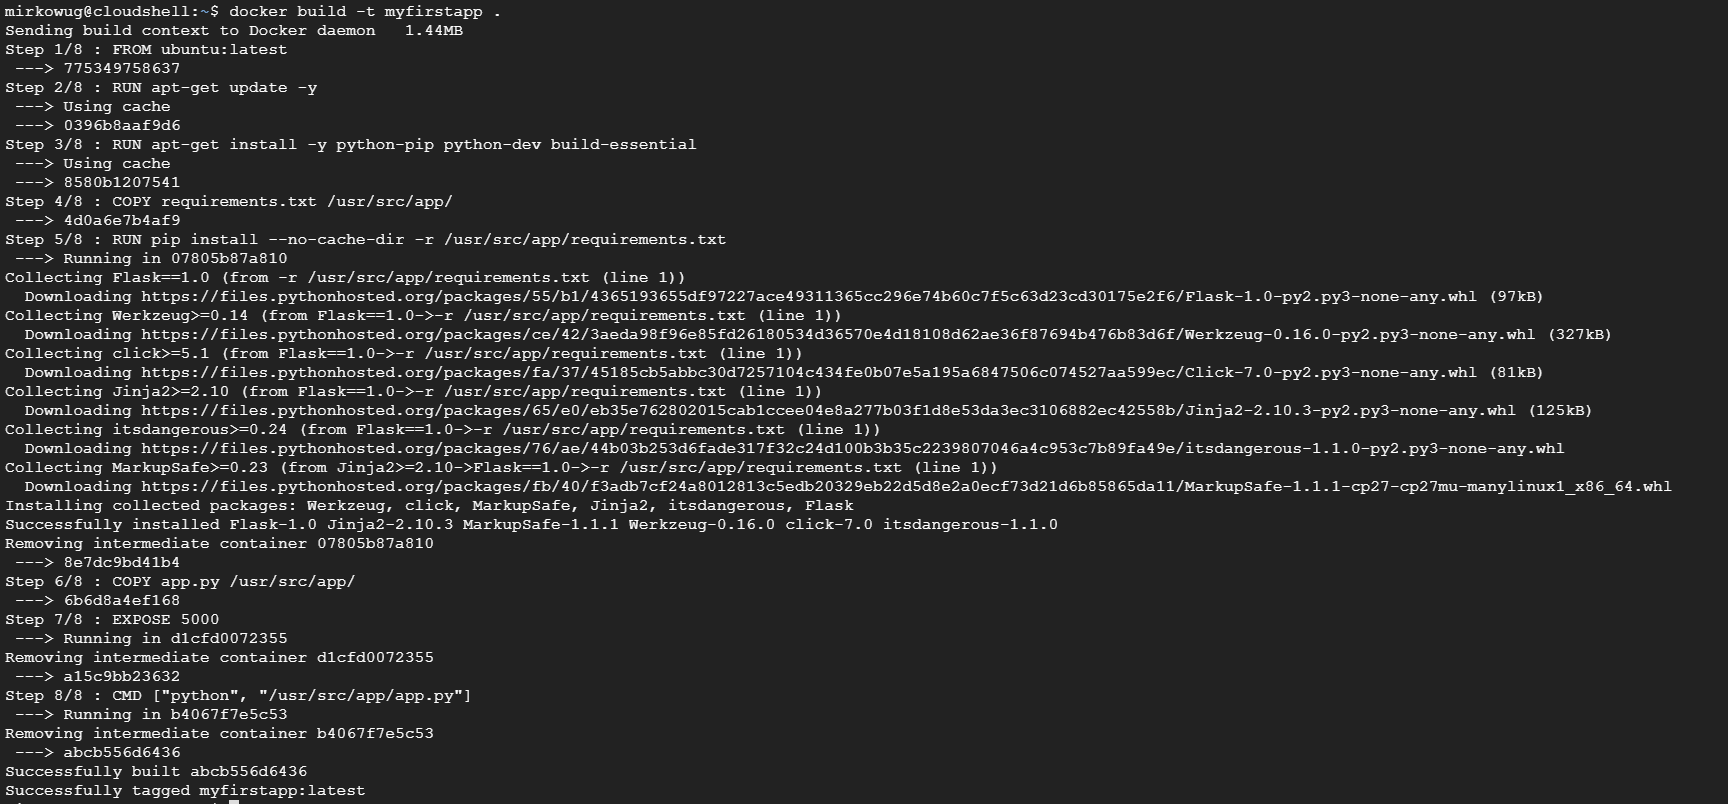 mirkowug@cloudshell:~$ docker build -t myfirstapp .
Sending build context to Docker daemon   1.44MB
Step 1/8 : FROM ubuntu:latest
 ---> 775349758637
Step 2/8 : RUN apt-get update -y
 ---> Using cache
 ---> 0396b8aaf9d6
Step 3/8 : RUN apt-get install -y python-pip python-dev build-essential
 ---> Using cache
 ---> 8580b1207541
Step 4/8 : COPY requirements.txt /usr/src/app/
 ---> 4d0a6e7b4af9
Step 5/8 : RUN pip install --no-cache-dir -r /usr/src/app/requirements.txt
 ---> Running in 07805b87a810
Collecting Flask==1.0 (from -r /usr/src/app/requirements.txt (line 1))
  Downloading https://files.pythonhosted.org/packages/55/b1/4365193655df97227ace49311365cc296e74b60c7f5c63d23cd30175e2f6/Flask-1.0-py2.py3-none-any.whl (97kB)
Collecting Werkzeug>=0.14 (from Flask==1.0->-r /usr/src/app/requirements.txt (line 1))
  Downloading https://files.pythonhosted.org/packages/ce/42/3aeda98f96e85fd26180534d36570e4d18108d62ae36f87694b476b83d6f/Werkzeug-0.16.0-py2.py3-none-any.whl (327kB)
Collecting click>=5.1 (from Flask==1.0->-r /usr/src/app/requirements.txt (line 1))
  Downloading https://files.pythonhosted.org/packages/fa/37/45185cb5abbc30d7257104c434fe0b07e5a195a6847506c074527aa599ec/Click-7.0-py2.py3-none-any.whl (81kB)
Collecting Jinja2>=2.10 (from Flask==1.0->-r /usr/src/app/requirements.txt (line 1))
  Downloading https://files.pythonhosted.org/packages/65/e0/eb35e762802015cab1ccee04e8a277b03f1d8e53da3ec3106882ec42558b/Jinja2-2.10.3-py2.py3-none-any.whl (125kB)
Collecting itsdangerous>=0.24 (from Flask==1.0->-r /usr/src/app/requirements.txt (line 1))
  Downloading https://files.pythonhosted.org/packages/76/ae/44b03b253d6fade317f32c24d100b3b35c2239807046a4c953c7b89fa49e/itsdangerous-1.1.0-py2.py3-none-any.whl
Collecting MarkupSafe>=0.23 (from Jinja2>=2.10->Flask==1.0->-r /usr/src/app/requirements.txt (line 1))
  Downloading https://files.pythonhosted.org/packages/fb/40/f3adb7cf24a8012813c5edb20329eb22d5d8e2a0ecf73d21d6b85865da11/MarkupSafe-1.1.1-cp27-cp27mu-manylinux1_x86_64.whl
Installing collected packages: Werkzeug, click, MarkupSafe, Jinja2, itsdangerous, Flask
Successfully installed Flask-1.0 Jinja2-2.10.3 MarkupSafe-1.1.1 Werkzeug-0.16.0 click-7.0 itsdangerous-1.1.0
Removing intermediate container 07805b87a810
 ---> 8e7dc9bd41b4
Step 6/8 : COPY app.py /usr/src/app/
 ---> 6b6d8a4ef168
Step 7/8 : EXPOSE 5000
 ---> Running in d1cfd0072355
Removing intermediate container d1cfd0072355
 ---> a15c9bb23632
Step 8/8 : CMD ["python", "/usr/src/app/app.py"]
 ---> Running in b4067f7e5c53
Removing intermediate container b4067f7e5c53
 ---> abcb556d6436
Successfully built abcb556d6436
Successfully tagged myfirstapp:latest